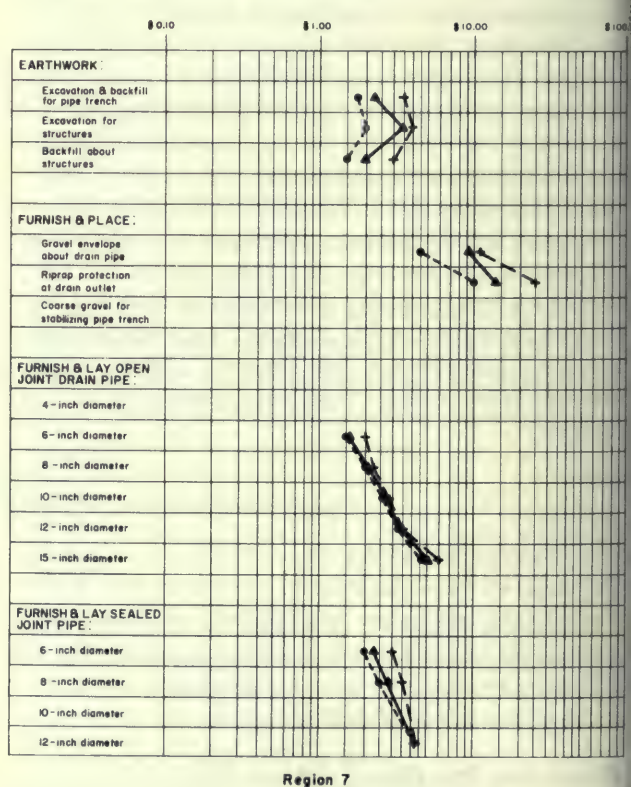 $0.10 $1.00 $10.00 $100.
EARTHWORK:
Excavation & backfill
for pipe trench
Excavation for
structures
Backfill about
structures
FURNISH & PLACE:
Gravel envelope
about drain pipe
Riprap protection
at drain outlet
Coarse gravel for
stabilizing pipe trench
FURNISH & LAY OPEN
JOINT DRAIN PIPE:
4-inch diameter
6-inch diameter
8-inch diameter
10-inch diameter
12-inch diameter
15-inch diameter
FURNISH & LAY SEALED
JOINT PIPE:
6-inch diameter
8-inch diameter
10-inch diameter
12-inch diameter
Region 7